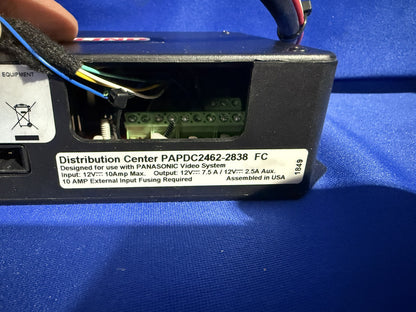 EQUIPMENT
Distribution Center PAPDC2462-2838 FC
Designed for use with PANASONIC Video System
Input: 12V⎓ 10Amp Max. Output: 12V⎓ 7.5 A / 12V⎓ 2.5A Aux.
10 AMP External Input Fusing Required Assembled in USA
1849